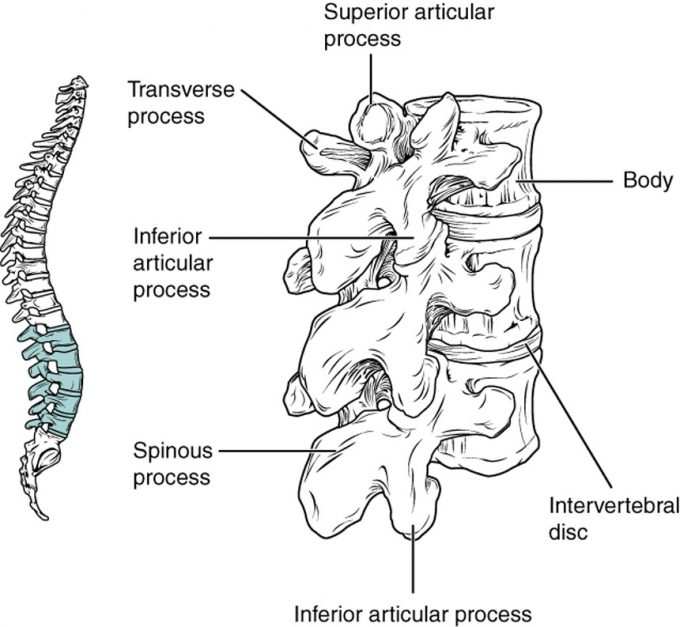 Superior articular
process
Transverse
process
Body
Inferior
articular
process
Spinous
process
Intervertebral
disc
Inferior articular process